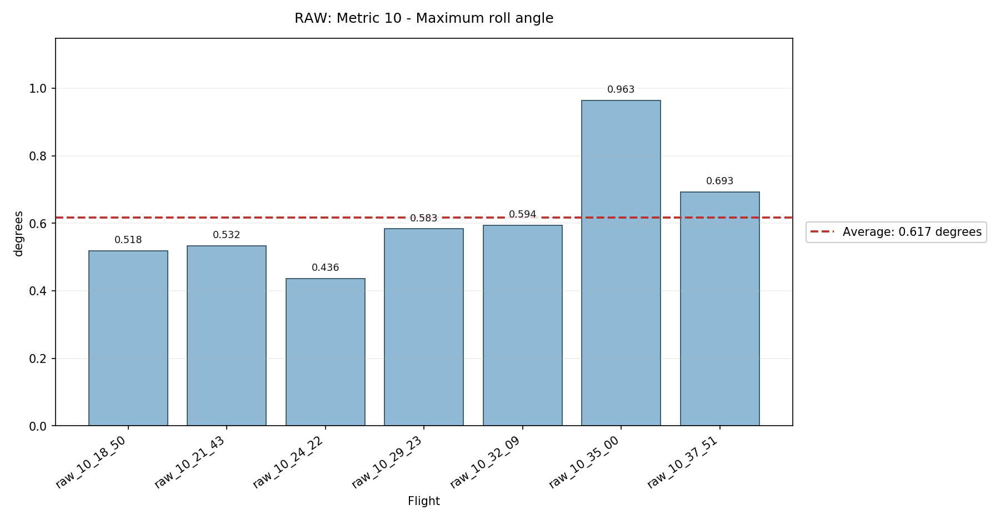 RAW: Metric 10 - Maximum roll angle
degrees
1.0
0.8
0.6
0.4
0.2
0.0
0.518
0.532
0.436
0.583
0.594
0.963
0.693
Average: 0.617 degrees
raw_10_18_50
raw_10_21_43
raw_10_24_22
raw_10_29_23
raw_10_32_09
raw_10_35_00
raw_10_37_51
Flight